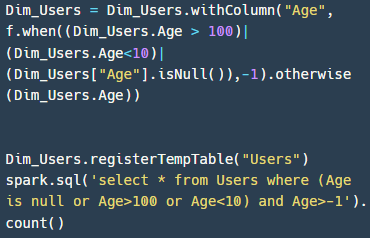 Dim_Users = Dim_Users.withColumn("Age",
f.when((Dim_Users.Age > 100)|
(Dim_Users.Age<10)|
(Dim_Users["Age"].isNull()),-1).otherwise
(Dim_Users.Age))
Dim_Users.registerTempTable("Users")
spark.sql('select * from Users where (Age
is null or Age>100 or Age<10) and Age>-1').
count()